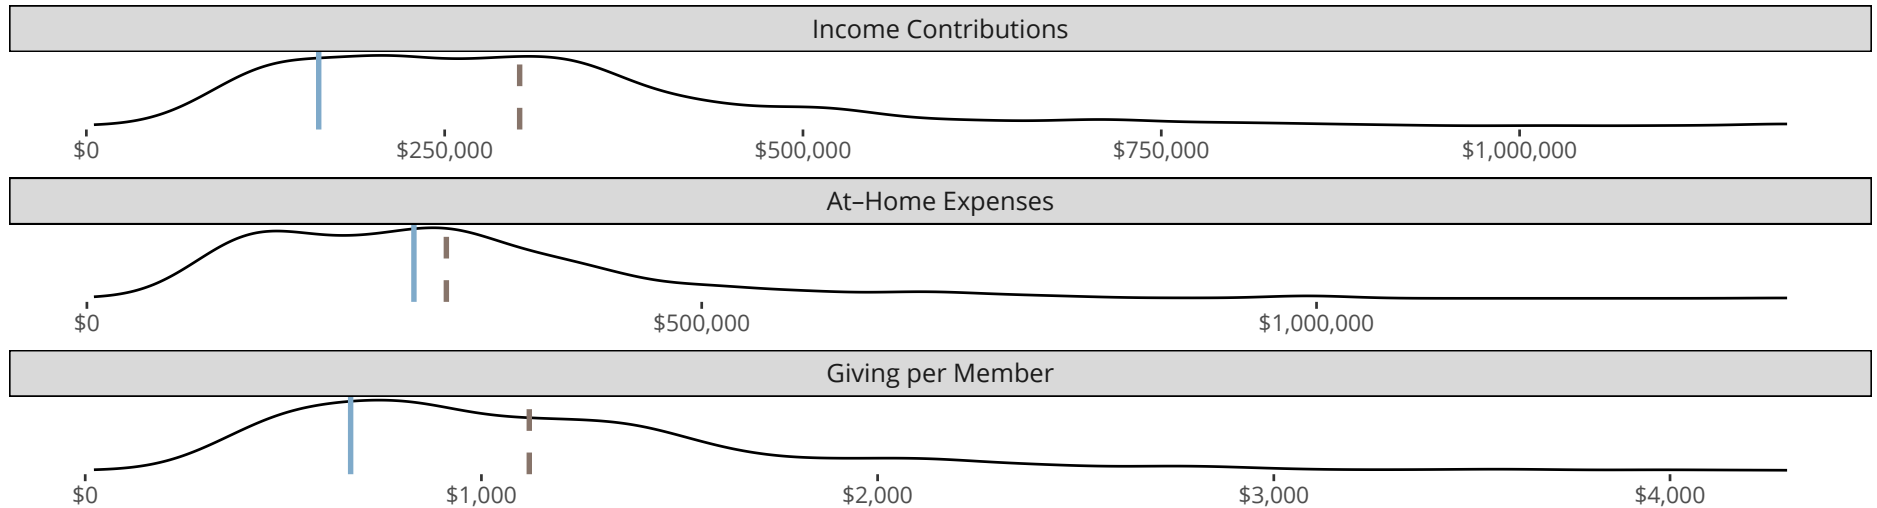 Income Contributions
$0 $250,000 $500,000 $750,000 $1,000,000
At–Home Expenses
$0 $500,000 $1,000,000
Giving per Member
$0 $1,000 $2,000 $3,000 $4,000